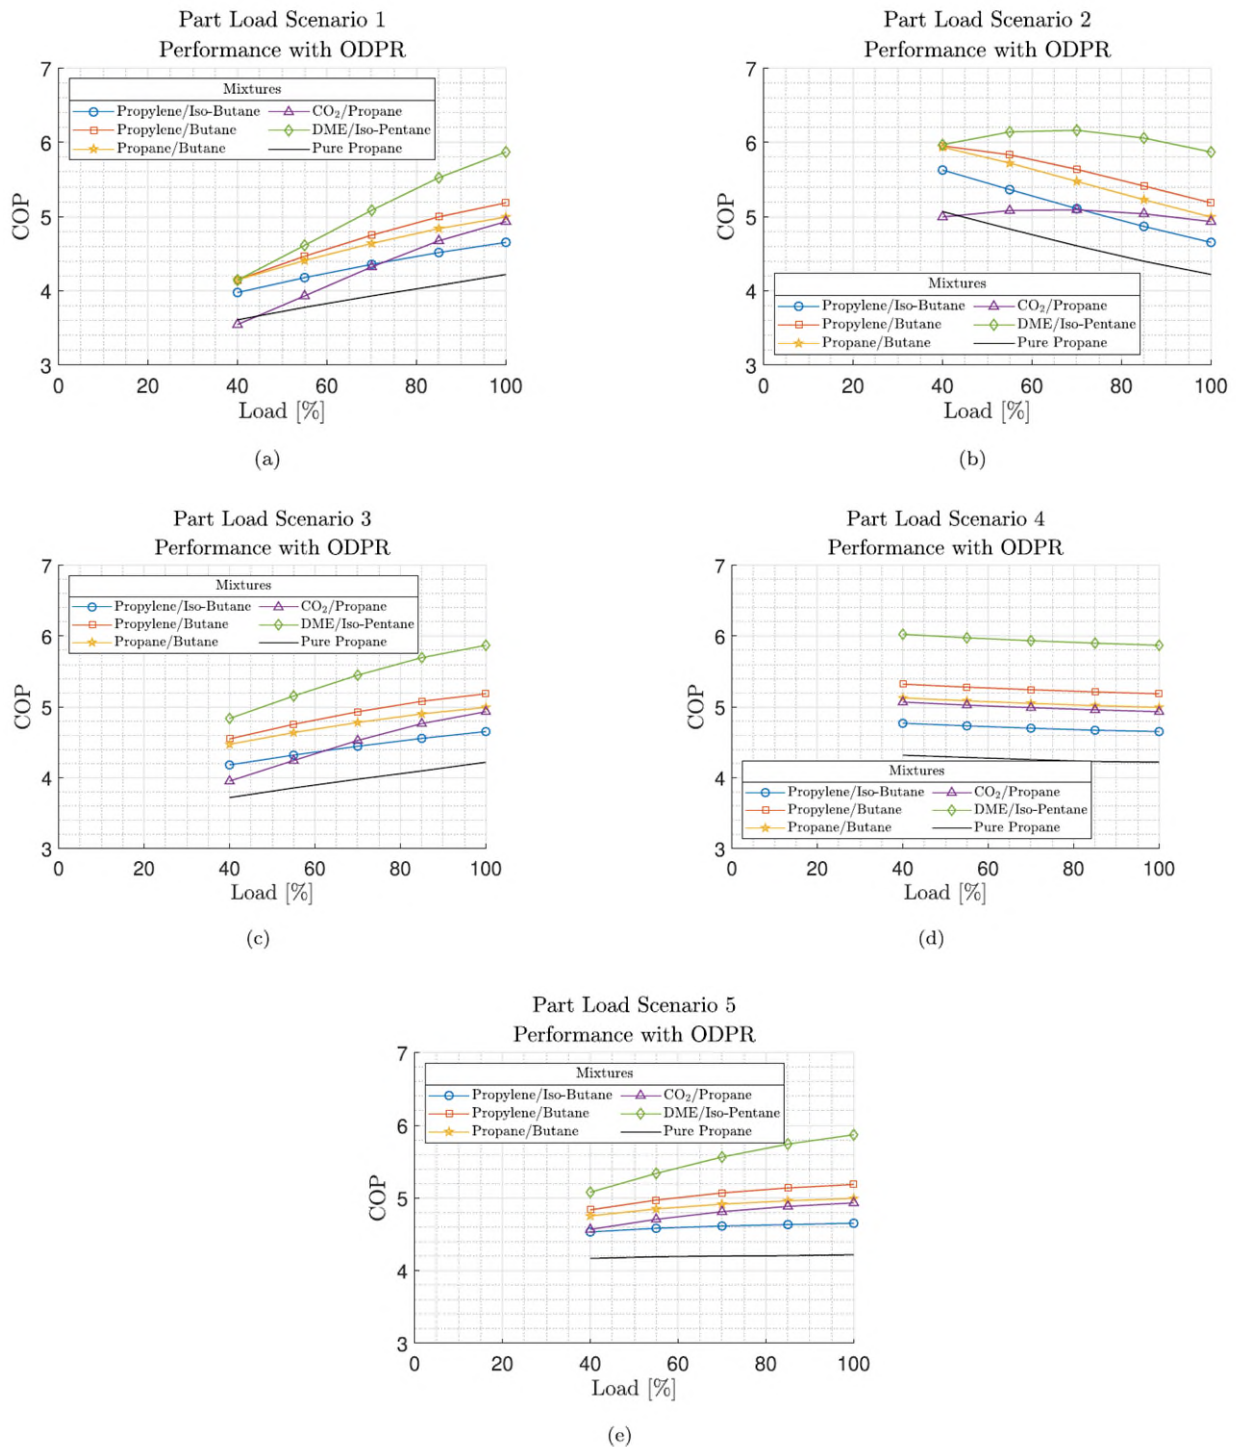 Part Load Scenario 1
Performance with ODPR
7
6
5
4
3
COP
Mixtures
Propylene/Iso-Butane
CO₂/Propane
Propylene/Butane
DME/Iso-Pentane
Propane/Butane
Pure Propane
0 20 40 60 80 100
Load [%]
(a)
Part Load Scenario 2
Performance with ODPR
7
6
5
4
3
COP
Mixtures
Propylene/Iso-Butane
CO₂/Propane
Propylene/Butane
DME/Iso-Pentane
Propane/Butane
Pure Propane
0 20 40 60 80 100
Load [%]
(b)
Part Load Scenario 3
Performance with ODPR
7
6
5
4
3
COP
Mixtures
Propylene/Iso-Butane
CO₂/Propane
Propylene/Butane
DME/Iso-Pentane
Propane/Butane
Pure Propane
0 20 40 60 80 100
Load [%]
(c)
Part Load Scenario 4
Performance with ODPR
7
6
5
4
3
COP
Mixtures
Propylene/Iso-Butane
CO₂/Propane
Propylene/Butane
DME/Iso-Pentane
Propane/Butane
Pure Propane
0 20 40 60 80 100
Load [%]
(d)
Part Load Scenario 5
Performance with ODPR
7
6
5
4
3
COP
Mixtures
Propylene/Iso-Butane
CO₂/Propane
Propylene/Butane
DME/Iso-Pentane
Propane/Butane
Pure Propane
0 20 40 60 80 100
Load [%]
(e)